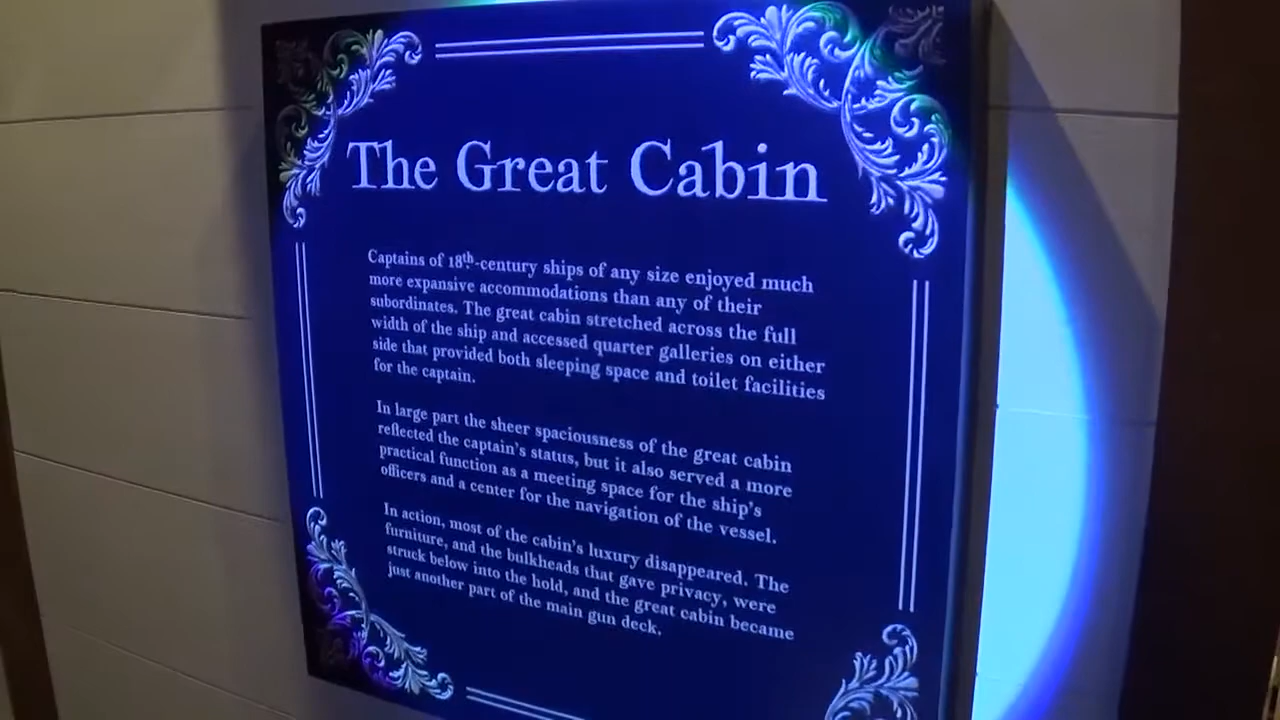 The Great Cabin
Captains of 18th-century ships of any size enjoyed much
more expansive accommodations than any of their
subordinates. The great cabin stretched across the full
width of the ship and accessed quarter galleries on either
side that provided both sleeping space and toilet facilities
for the captain.
In large part the sheer spaciousness of the great cabin
reflected the captain's status, but it also served a more
practical function as a meeting space for the ship's
officers and a center for the navigation of the vessel.
In action, most of the cabin's luxury disappeared. The
furniture, and the bulkheads that gave privacy, were
struck below into the hold, and the great cabin became
just another part of the main gun deck.